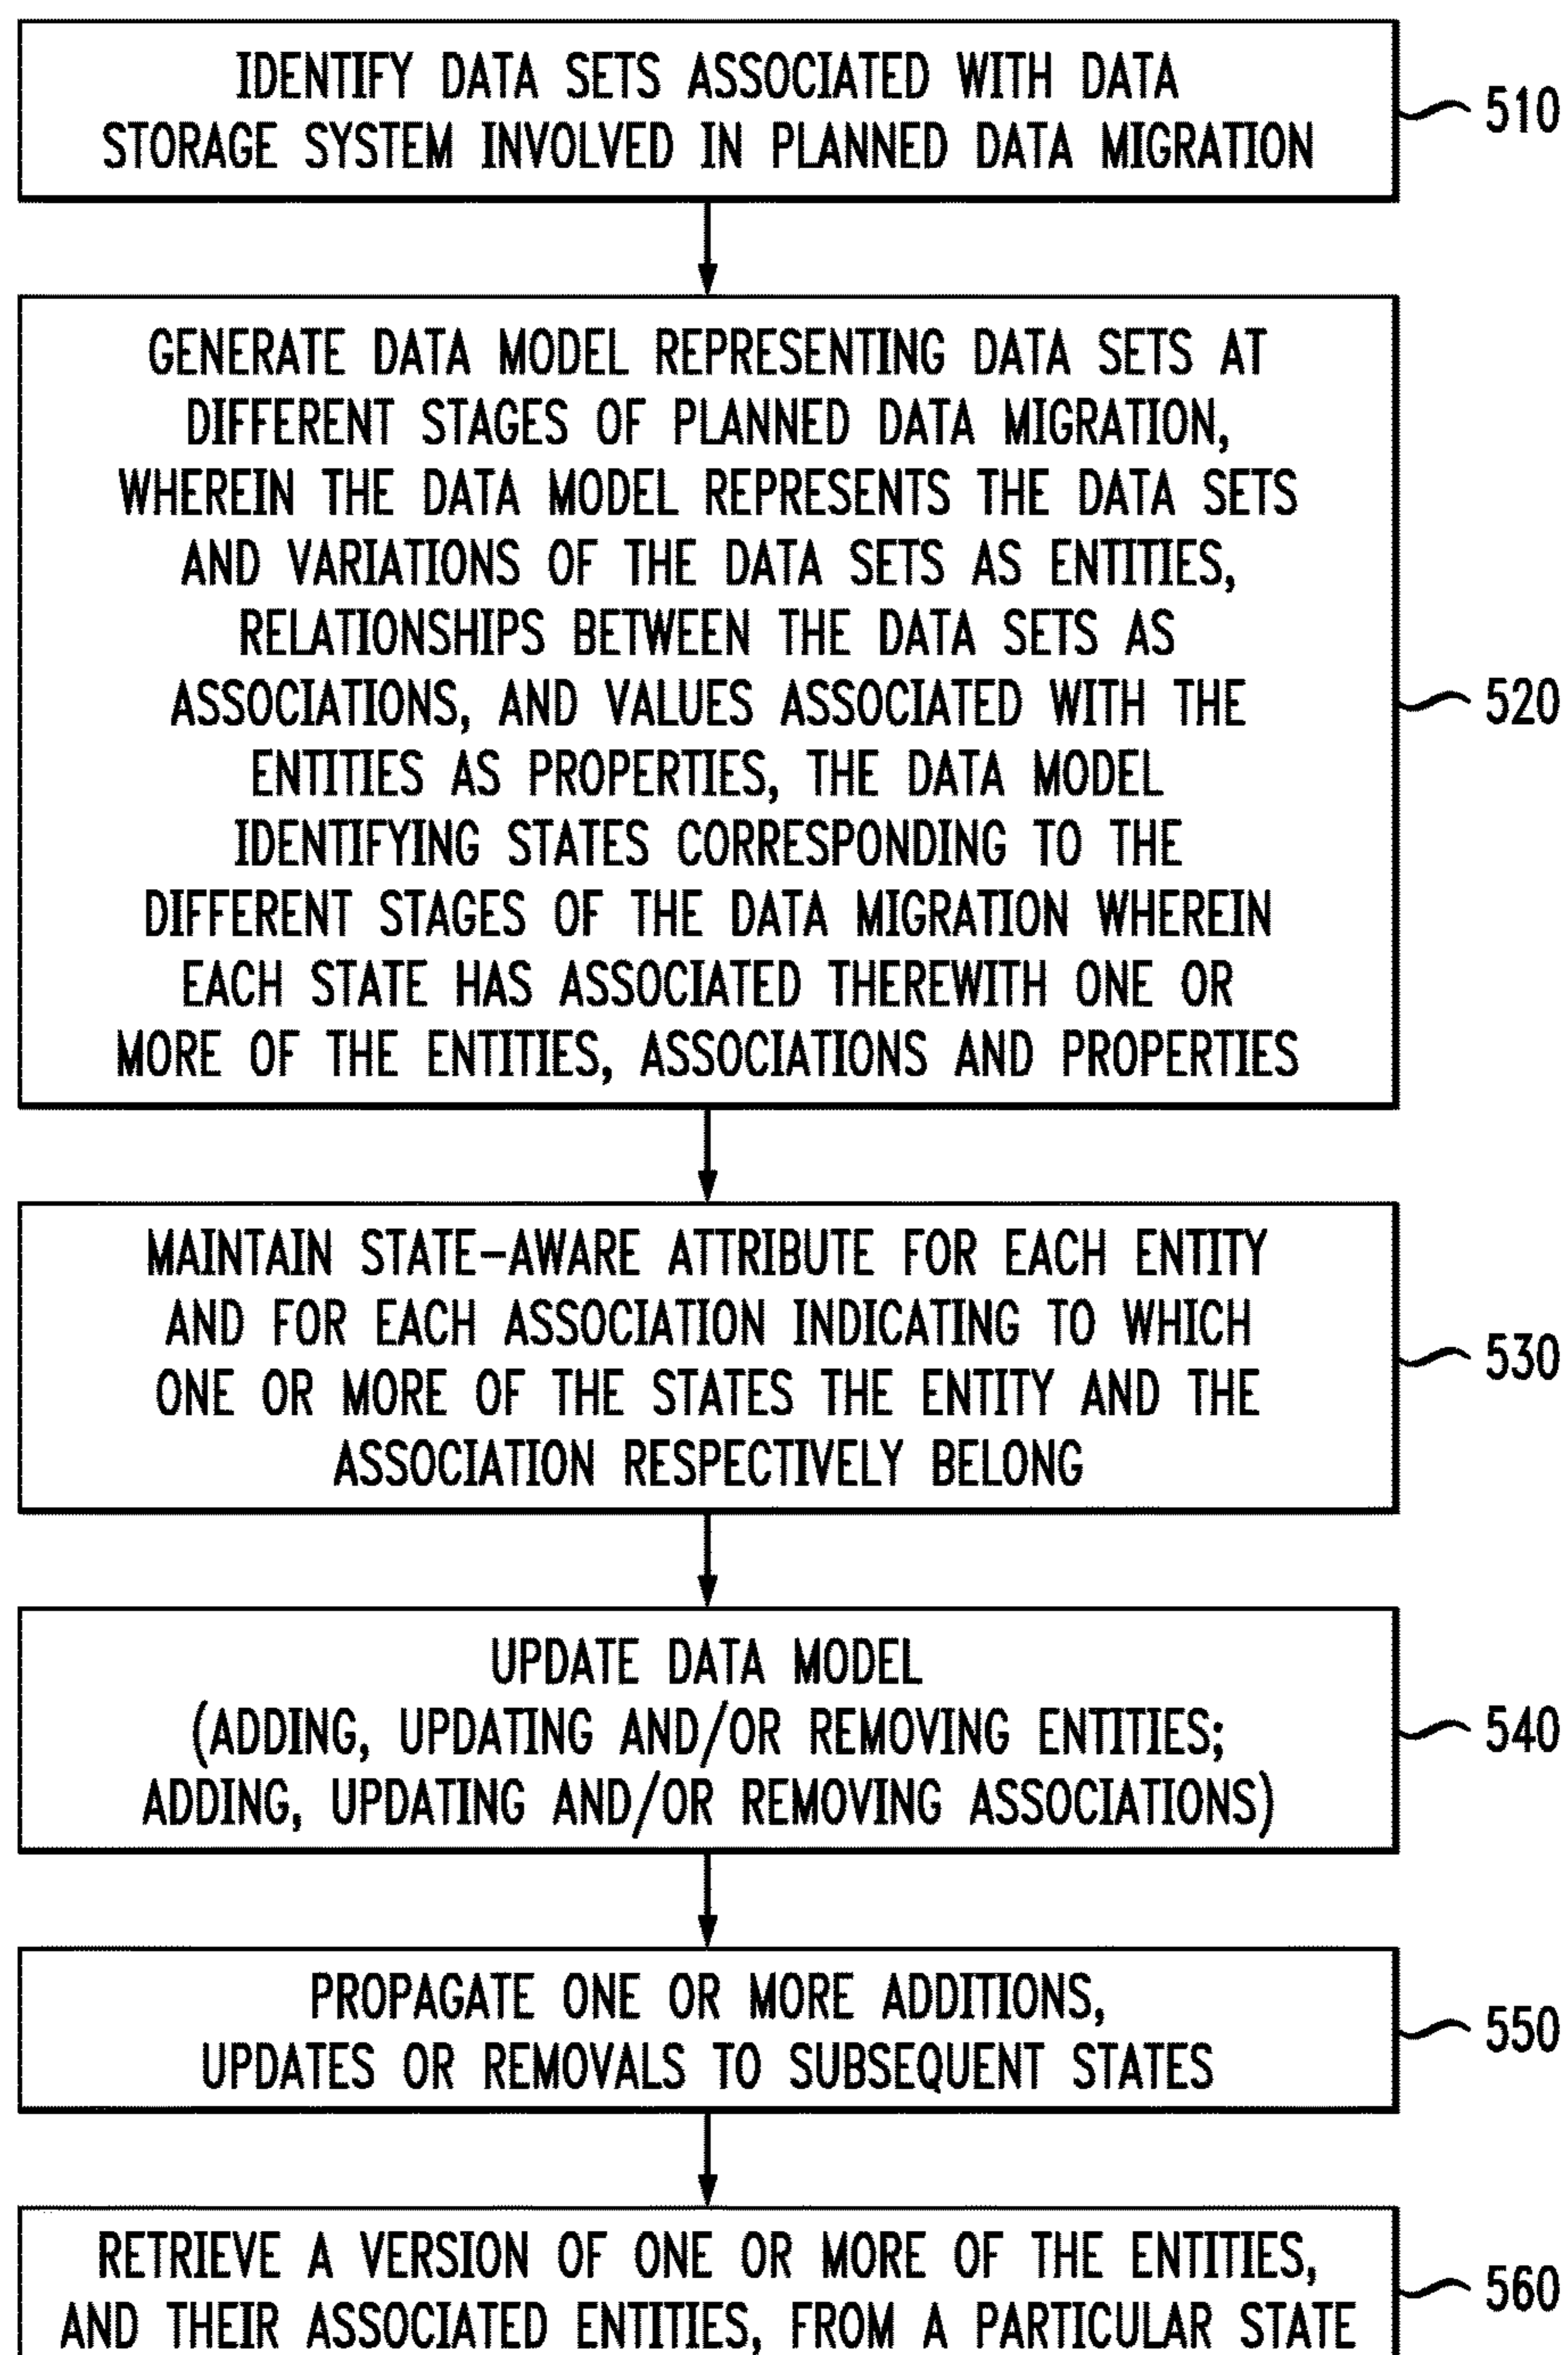 IDENTIFY DATA SETS ASSOCIATED WITH DATA
STORAGE SYSTEM INVOLVED IN PLANNED DATA MIGRATION
510
GENERATE DATA MODEL REPRESENTING DATA SETS AT
DIFFERENT STAGES OF PLANNED DATA MIGRATION,
WHEREIN THE DATA MODEL REPRESENTS THE DATA SETS
AND VARIATIONS OF THE DATA SETS AS ENTITIES,
RELATIONSHIPS BETWEEN THE DATA SETS AS
ASSOCIATIONS, AND VALUES ASSOCIATED WITH THE
ENTITIES AS PROPERTIES, THE DATA MODEL
IDENTIFYING STATES CORRESPONDING TO THE
DIFFERENT STAGES OF THE DATA MIGRATION WHEREIN
EACH STATE HAS ASSOCIATED THEREWITH ONE OR
MORE OF THE ENTITIES, ASSOCIATIONS AND PROPERTIES
520
MAINTAIN STATE-AWARE ATTRIBUTE FOR EACH ENTITY
AND FOR EACH ASSOCIATION INDICATING TO WHICH
ONE OR MORE OF THE STATES THE ENTITY AND THE
ASSOCIATION RESPECTIVELY BELONG
530
UPDATE DATA MODEL
(ADDING, UPDATING AND/OR REMOVING ENTITIES;
ADDING, UPDATING AND/OR REMOVING ASSOCIATIONS)
540
PROPAGATE ONE OR MORE ADDITIONS,
UPDATES OR REMOVALS TO SUBSEQUENT STATES
550
RETRIEVE A VERSION OF ONE OR MORE OF THE ENTITIES,
AND THEIR ASSOCIATED ENTITIES, FROM A PARTICULAR STATE
560